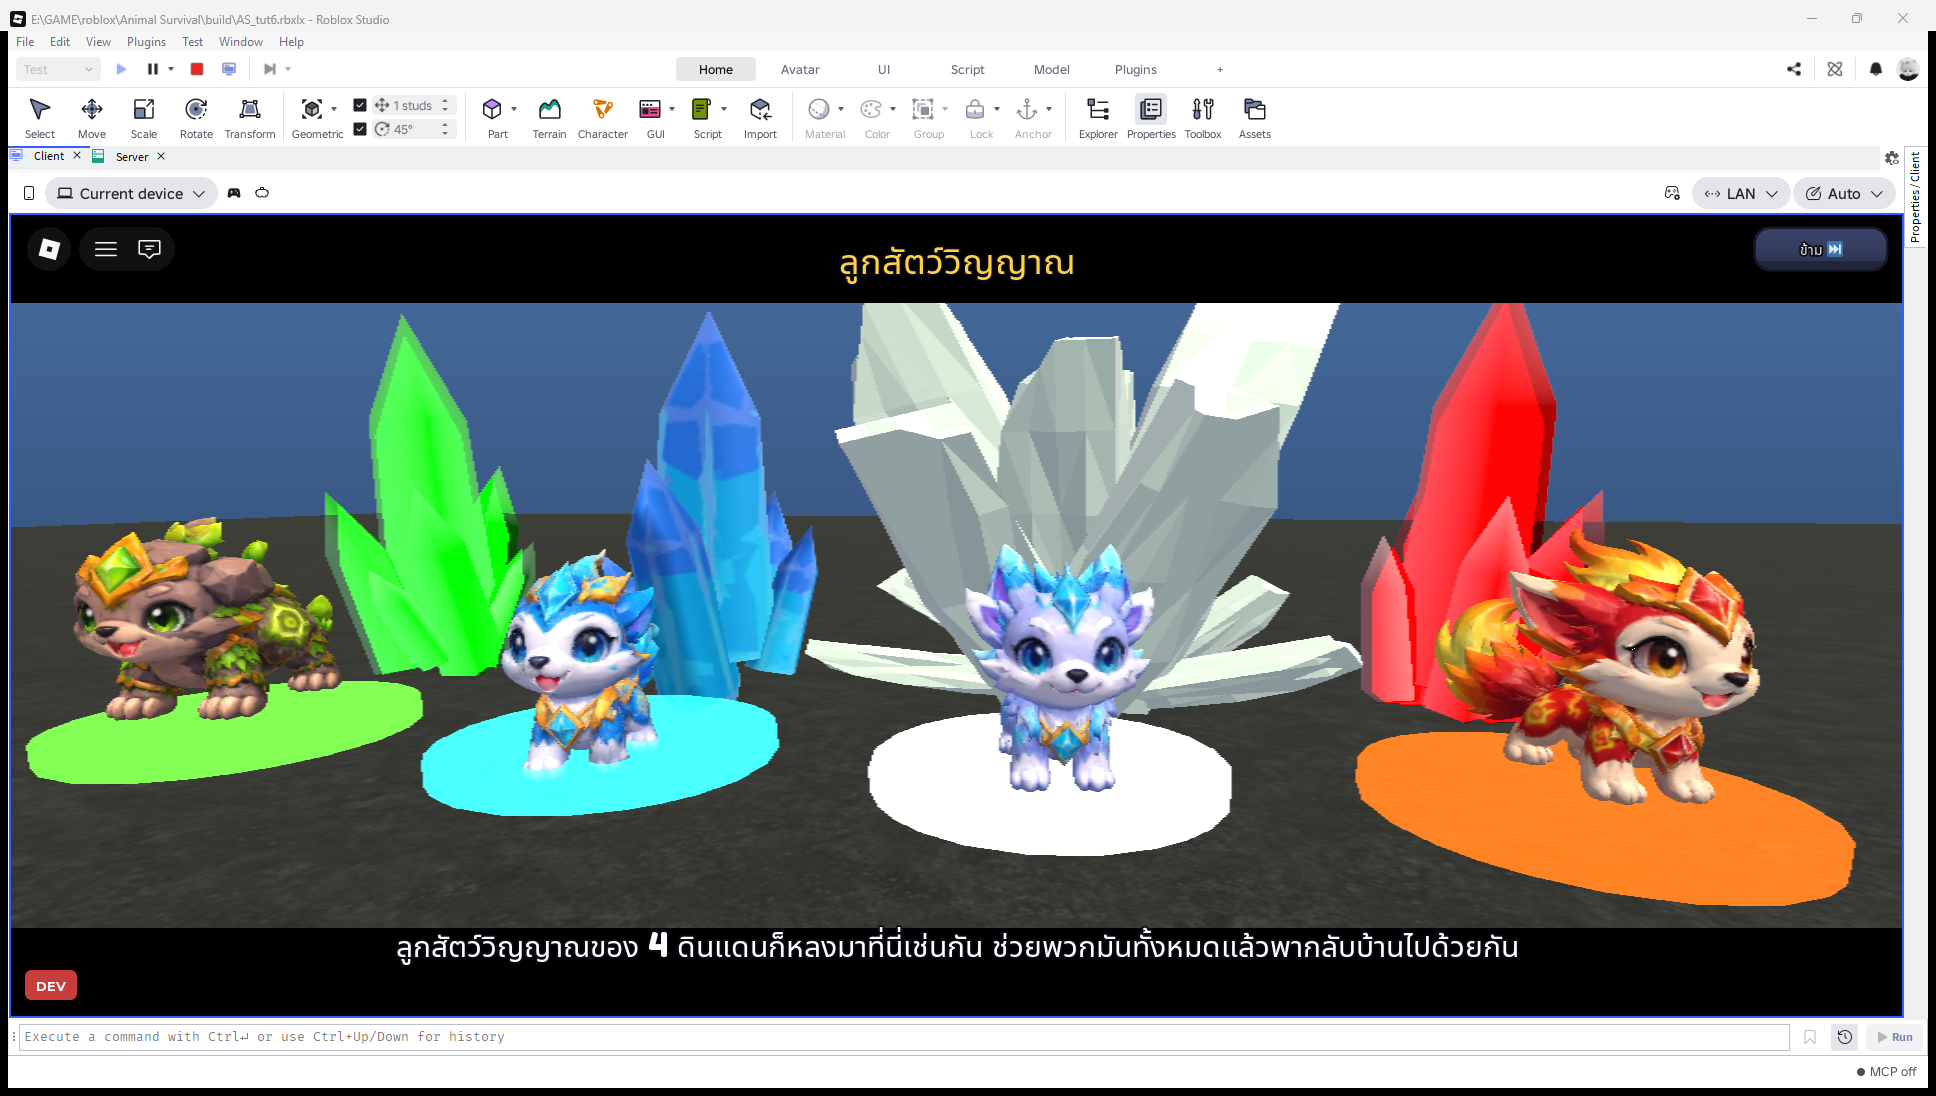 E:\GAME\roblox\Animal Survival\build\AS_tut6.rbxlx - Roblox Studio
File Edit View Plugins Test Window Help
Test Home Avatar UI Script Model Plugins +
1 studs
45°
Select Move Scale Rotate Transform Geometric Part Terrain Character GUI Script Import Material Color Group Lock Anchor Explorer Properties Toolbox Assets
Client Server
Properties / Client
Current device LAN Auto
ลูกสัตว์วิญญาณ
ข้าม
ลูกสัตว์วิญญาณของ 4 ดินแดนก็หลงมาที่นี่เช่นกัน ช่วยพวกมันทั้งหมดแล้วพากลับบ้านไปด้วยกัน
DEV
Execute a command with Ctrl↵ or use Ctrl+Up/Down for history
Run
MCP off